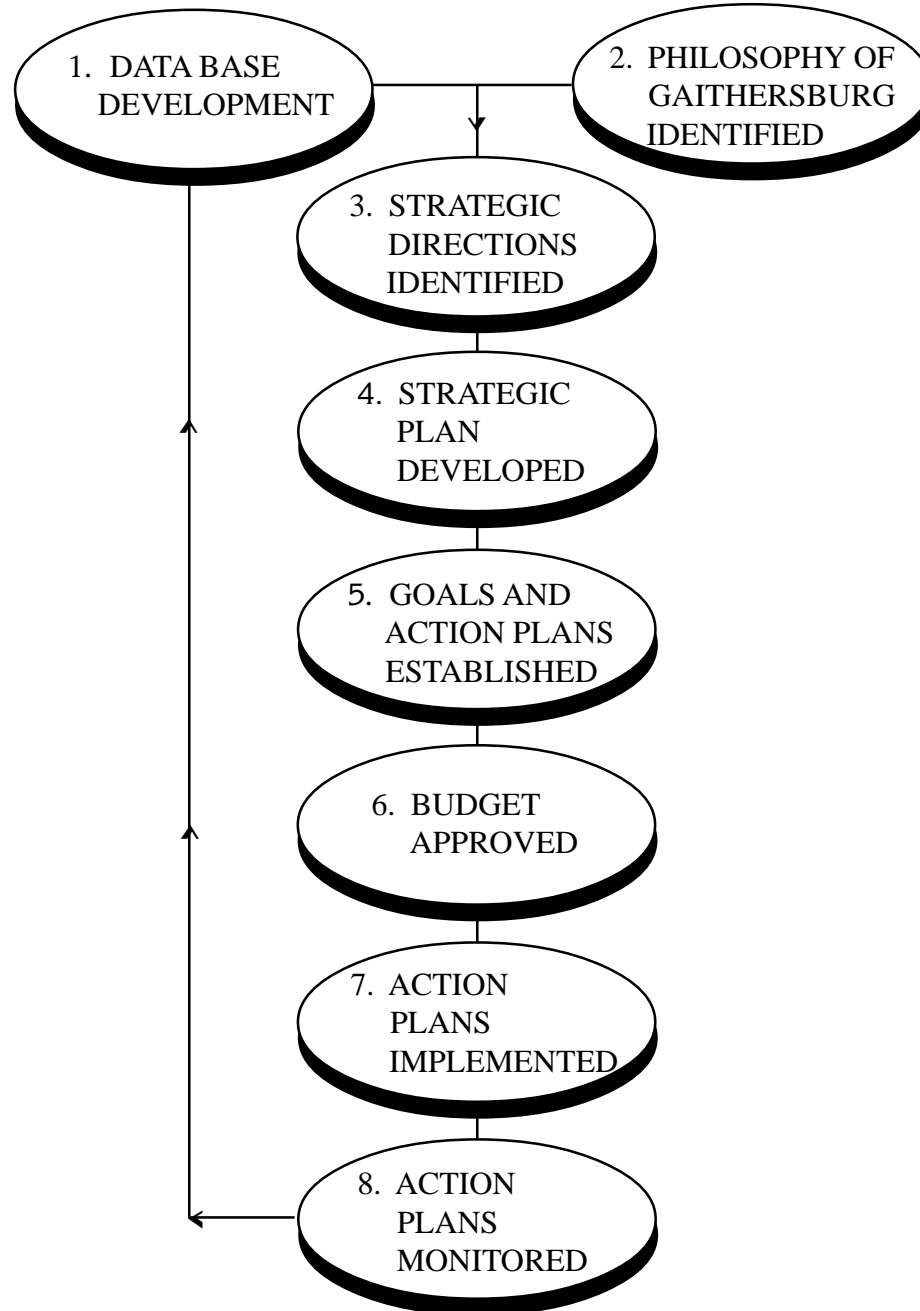 1. DATA BASE
DEVELOPMENT
2. PHILOSOPHY OF
GAITHERSBURG
IDENTIFIED
3. STRATEGIC
DIRECTIONS
IDENTIFIED
4. STRATEGIC
PLAN
DEVELOPED
5. GOALS AND
ACTION PLANS
ESTABLISHED
6. BUDGET
APPROVED
7. ACTION
PLANS
IMPLEMENTED
8. ACTION
PLANS
MONITORED